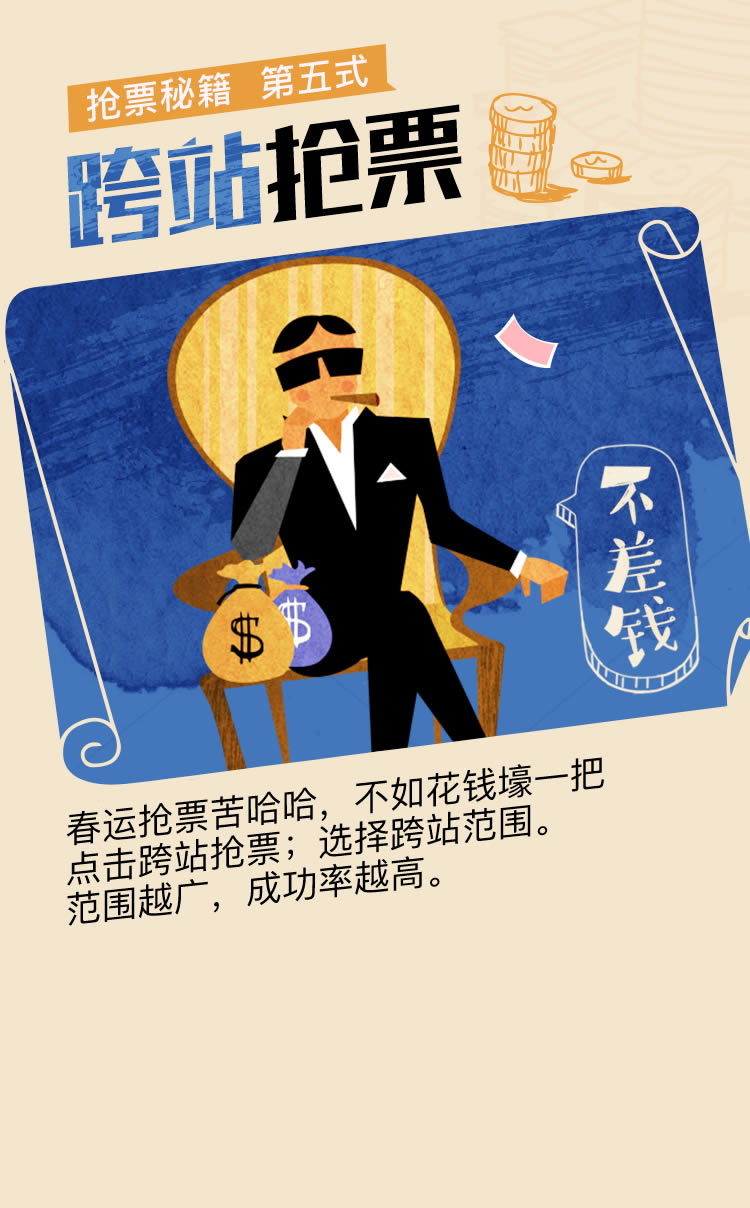 抢票秘籍 第五式
跨站抢票
不差钱
$
$
春运抢票苦哈哈，不如花钱壕一把
点击跨站抢票；选择跨站范围。
范围越广，成功率越高。